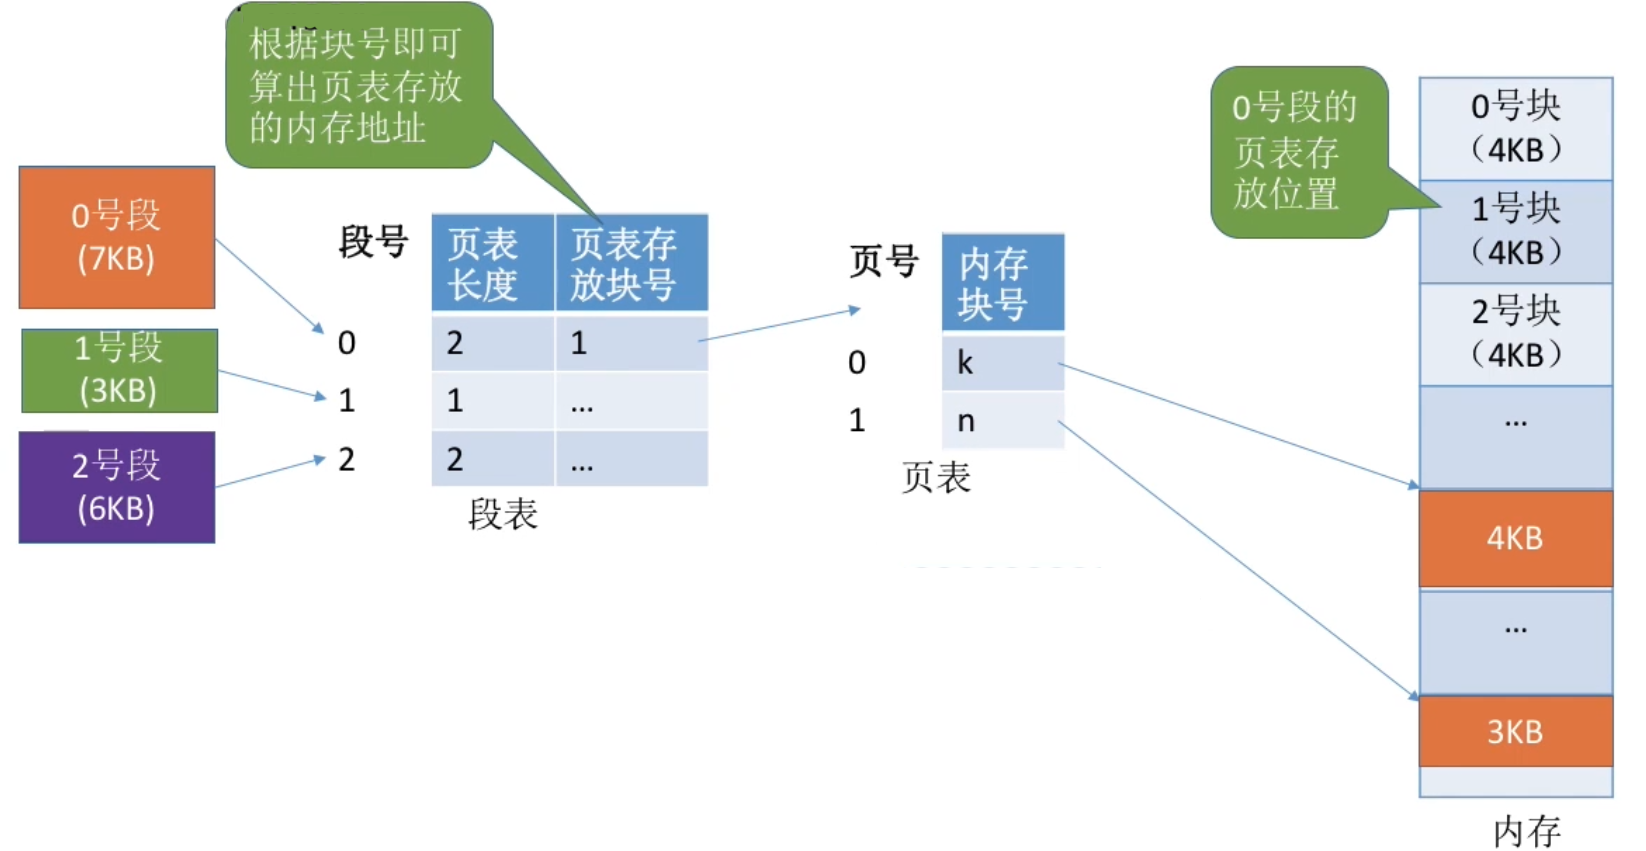 根据块号即可
算出页表存放
的内存地址
0号段
(7KB)
1号段
(3KB)
2号段
(6KB)
段号
页表
长度
页表存
放块号
0
2
1
1
1
...
2
2
...
段表
页号
内存
块号
0
k
1
n
页表
0号段的
页表存
放位置
0号块
（4KB）
1号块
（4KB）
2号块
（4KB）
...
4KB
...
3KB
内存